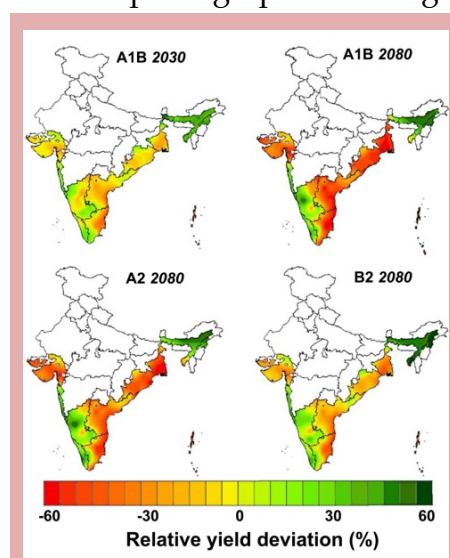 A1B 2030
A1B 2080
A2 2080
B2 2080
-60
-30
0
30
60
Relative yield deviation (%)